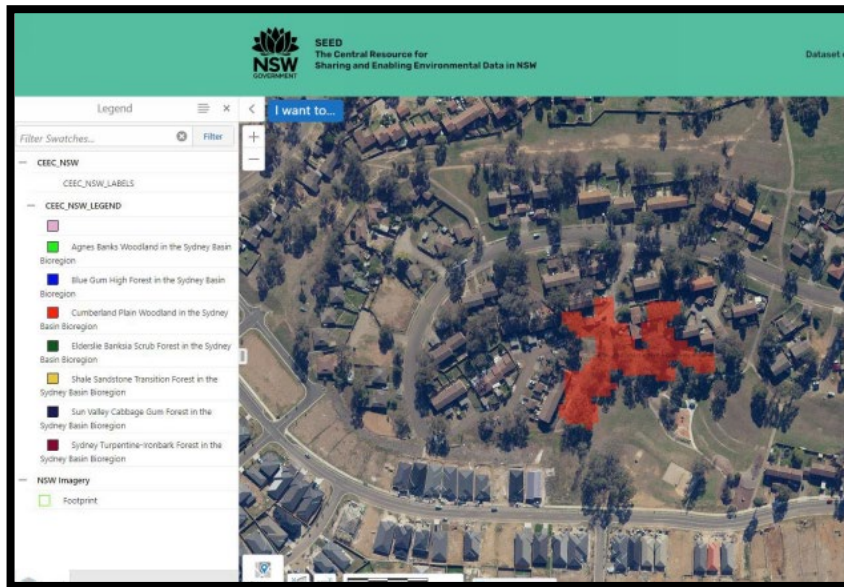 NSW
GOVERNMENT
SEED
The Central Resource for
Sharing and Enabling Environmental Data in NSW
Dataset
Legend
I want to...
Filter Swatches...
Filter
CEEC_NSW
CEEC_NSW_LABELS
CEEC_NSW_LEGEND
Agnes Banks Woodland in the Sydney Basin
Bioregion
Blue Gum High Forest in the Sydney Basin
Bioregion
Cumberland Plain Woodland in the Sydney
Basin Bioregion
Elderslie Banksia Scrub Forest in the Sydney
Basin Bioregion
Shale Sandstone Transition Forest in the
Sydney Basin Bioregion
Sun Valley Cabbage Gum Forest in the
Sydney Basin Bioregion
Sydney Turpentine-Ironbark Forest in the
Sydney Basin Bioregion
NSW Imagery
Footprint